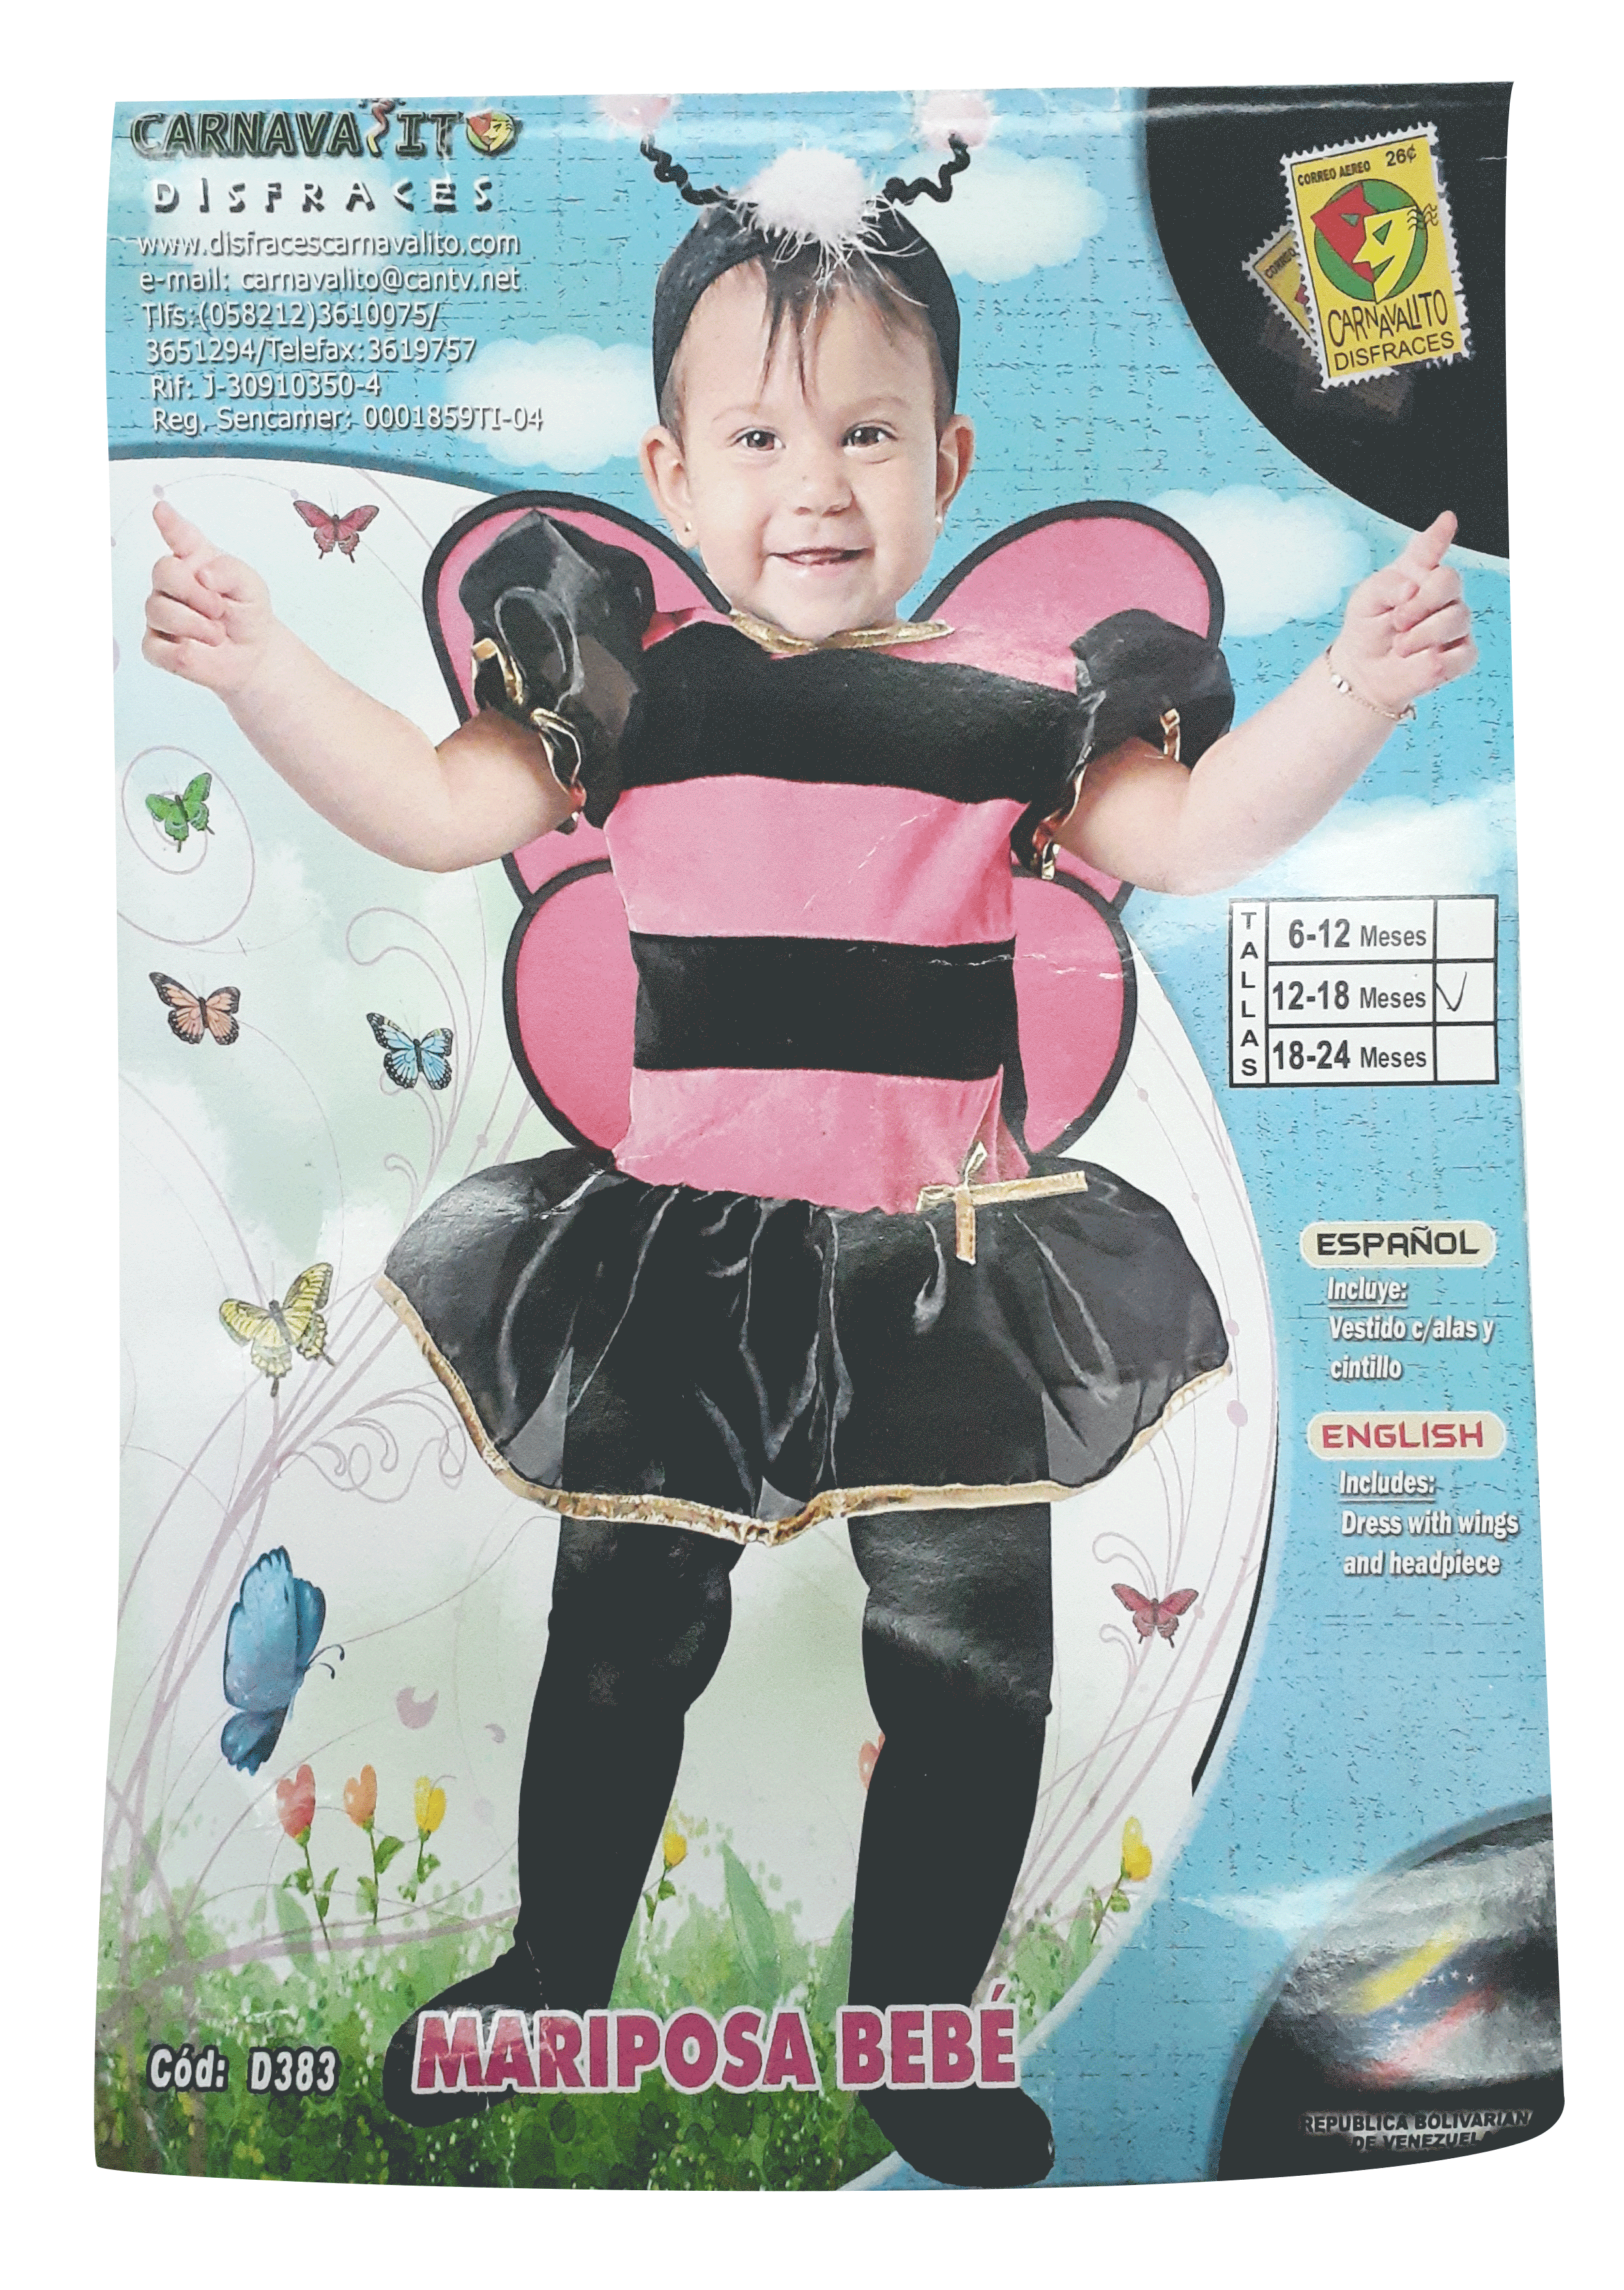 CARNAVALITO
DISFRACES
www.disfracescarnavalito.com
e-mail: carnavalito@cantv.net
Tlfs:(058212)3610075/
3651294/Telefax:3619757
Rif: J-30910350-4
Reg. Sencamer: 0001859TI-04
CORREO AEREO 26¢
CORREO
CARNAVALITO
DISFRACES
TALLAS
6-12 Meses
12-18 Meses
18-24 Meses
ESPAÑOL
Incluye:
Vestido c/alas y
cintillo
ENGLISH
Includes:
Dress with wings
and headpiece
MARIPOSA BEBÉ
Cód: D383
REPUBLICA BOLIVARIAN
DE VENEZUELA